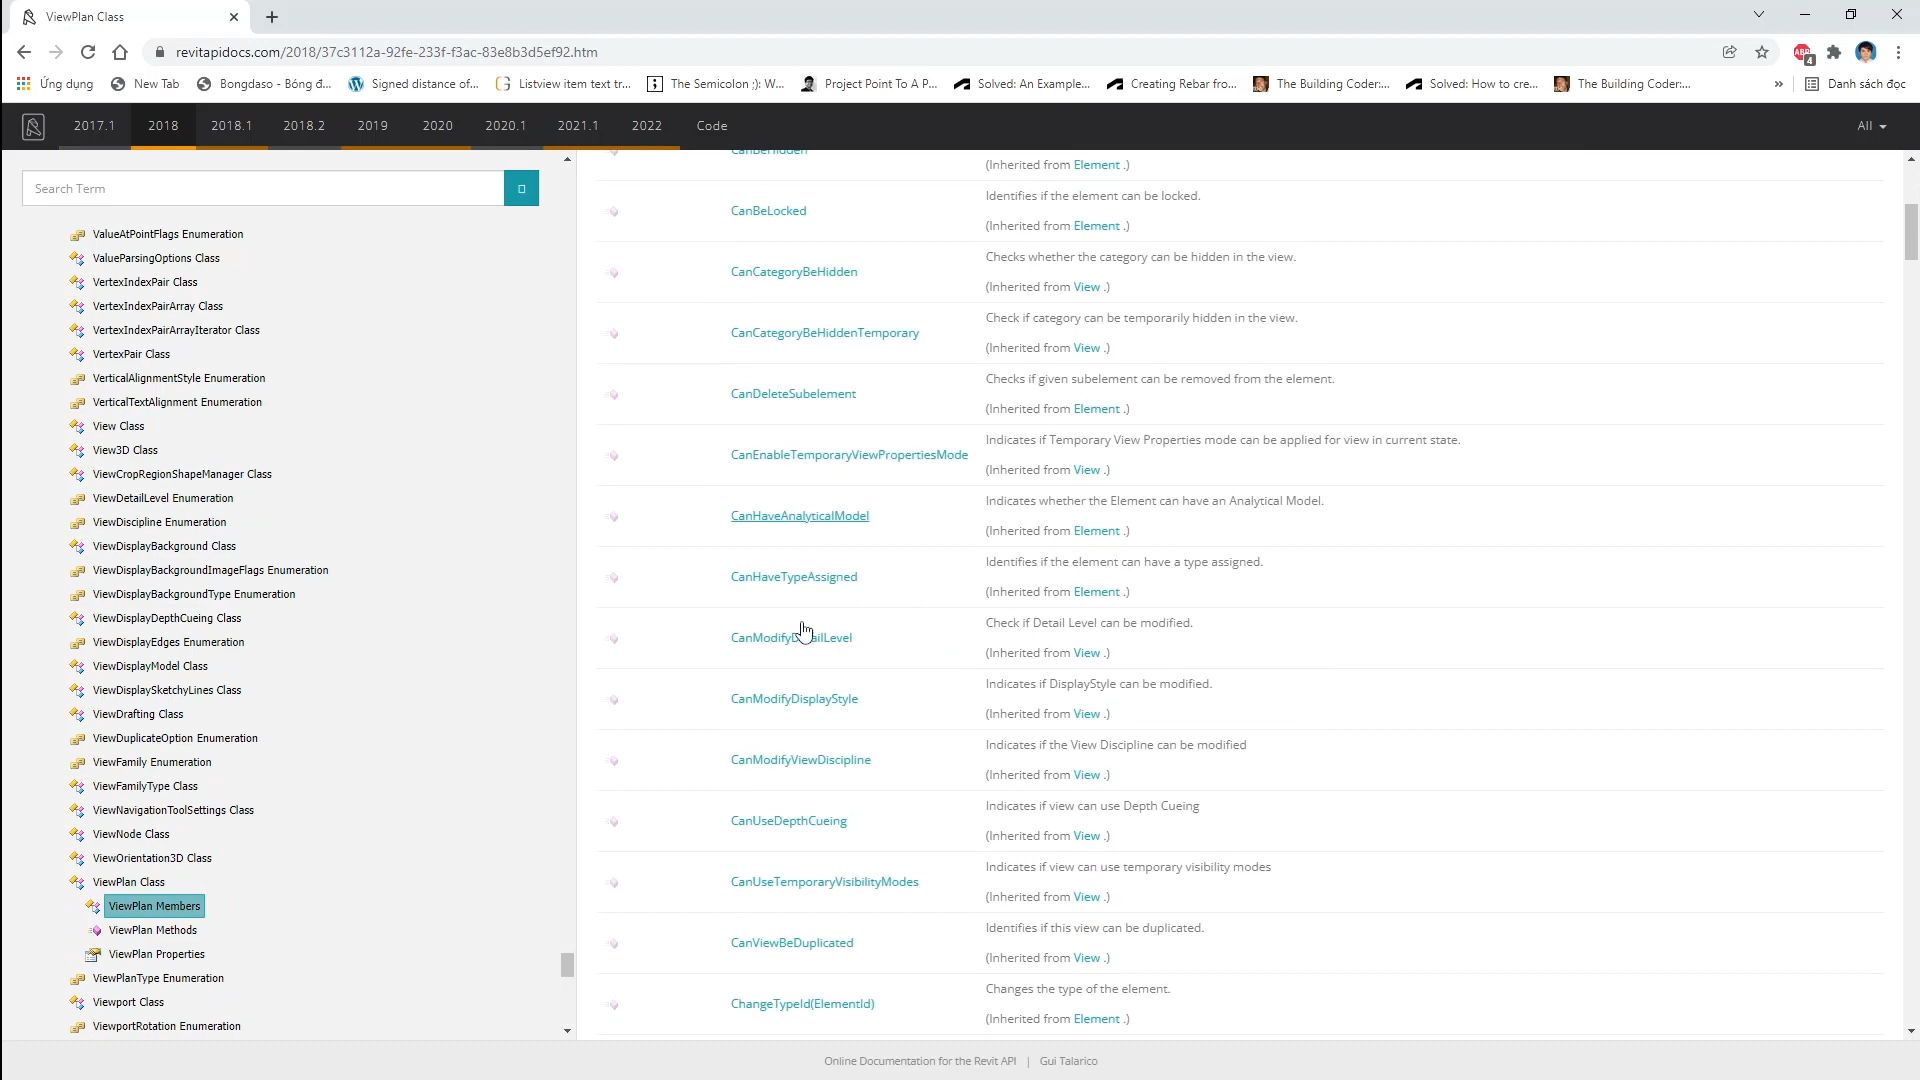 ViewPlan Class
revitapidocs.com/2018/37c3112a-92fe-233f-f3ac-83e8b3d5ef92.htm
ABP
4
Ứng dụng
New Tab
Bongdaso - Bóng đ...
Signed distance of...
Listview item text tr...
The Semicolon ;): W...
Project Point To A P...
Solved: An Example...
Creating Rebar fro...
The Building Coder:...
Solved: How to cre...
The Building Coder:...
»
Danh sách đọc
2017.1
2018
2018.1
2018.2
2019
2020
2020.1
2021.1
2022
Code
All
Search Term
ValueAtPointFlags Enumeration
ValueParsingOptions Class
VertexIndexPair Class
VertexIndexPairArray Class
VertexIndexPairArrayIterator Class
VertexPair Class
VerticalAlignmentStyle Enumeration
VerticalTextAlignment Enumeration
View Class
View3D Class
ViewCropRegionShapeManager Class
ViewDetailLevel Enumeration
ViewDiscipline Enumeration
ViewDisplayBackground Class
ViewDisplayBackgroundImageFlags Enumeration
ViewDisplayBackgroundType Enumeration
ViewDisplayDepthCueing Class
ViewDisplayEdges Enumeration
ViewDisplayModel Class
ViewDisplaySketchyLines Class
ViewDrafting Class
ViewDuplicateOption Enumeration
ViewFamily Enumeration
ViewFamilyType Class
ViewNavigationToolSettings Class
ViewNode Class
ViewOrientation3D Class
ViewPlan Class
ViewPlan Members
ViewPlan Methods
ViewPlan Properties
ViewPlanType Enumeration
Viewport Class
ViewportRotation Enumeration
CanBeHidden
(Inherited from Element .)
CanBeLocked
Identifies if the element can be locked.
(Inherited from Element .)
CanCategoryBeHidden
Checks whether the category can be hidden in the view.
(Inherited from View .)
CanCategoryBeHiddenTemporary
Check if category can be temporarily hidden in the view.
(Inherited from View .)
CanDeleteSubelement
Checks if given subelement can be removed from the element.
(Inherited from Element .)
CanEnableTemporaryViewPropertiesMode
Indicates if Temporary View Properties mode can be applied for view in current state.
(Inherited from View .)
CanHaveAnalyticalModel
Indicates whether the Element can have an Analytical Model.
(Inherited from Element .)
CanHaveTypeAssigned
Identifies if the element can have a type assigned.
(Inherited from Element .)
CanModifyDetailLevel
Check if Detail Level can be modified.
(Inherited from View .)
CanModifyDisplayStyle
Indicates if DisplayStyle can be modified.
(Inherited from View .)
CanModifyViewDiscipline
Indicates if the View Discipline can be modified
(Inherited from View .)
CanUseDepthCueing
Indicates if view can use Depth Cueing
(Inherited from View .)
CanUseTemporaryVisibilityModes
Indicates if view can use temporary visibility modes
(Inherited from View .)
CanViewBeDuplicated
Identifies if this view can be duplicated.
(Inherited from View .)
ChangeTypeId(ElementId)
Changes the type of the element.
(Inherited from Element .)
Online Documentation for the Revit API | Gui Talarico